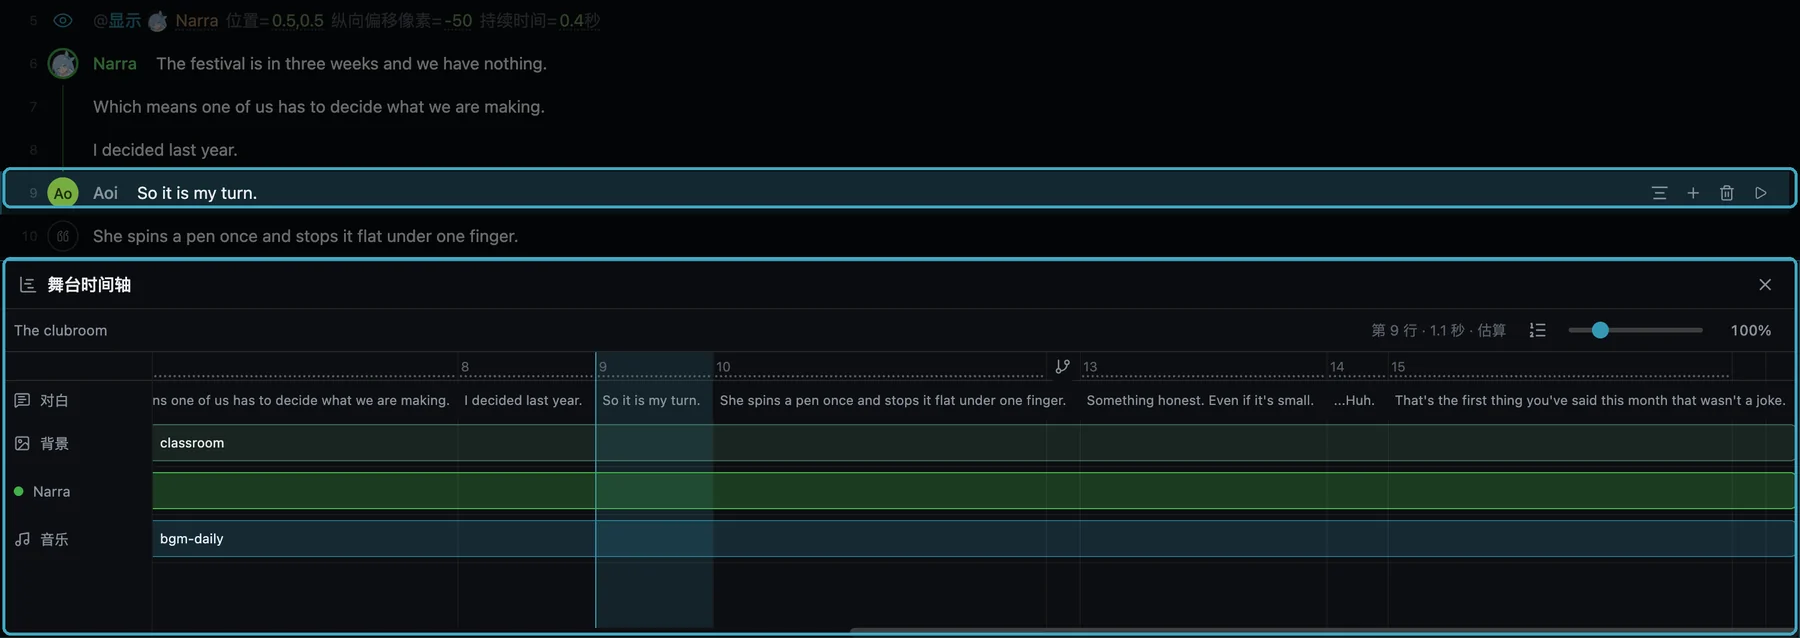 5 @显示 Narra 位置=0.5,0.5 纵向偏移像素=-50 持续时间=0.4秒
6 Narra The festival is in three weeks and we have nothing.
7 Which means one of us has to decide what we are making.
8 I decided last year.
9 Ao Aoi So it is my turn.
10 She spins a pen once and stops it flat under one finger.
舞台时间轴
The clubroom 第 9 行 · 1.1 秒 · 估算 100%
8 9 10 13 14 15
对白 ns one of us has to decide what we are making. I decided last year. So it is my turn. She spins a pen once and stops it flat under one finger. Something honest. Even if it's small. ...Huh. That's the first thing you've said this month that wasn't a joke.
背景 classroom
Narra
音乐 bgm-daily